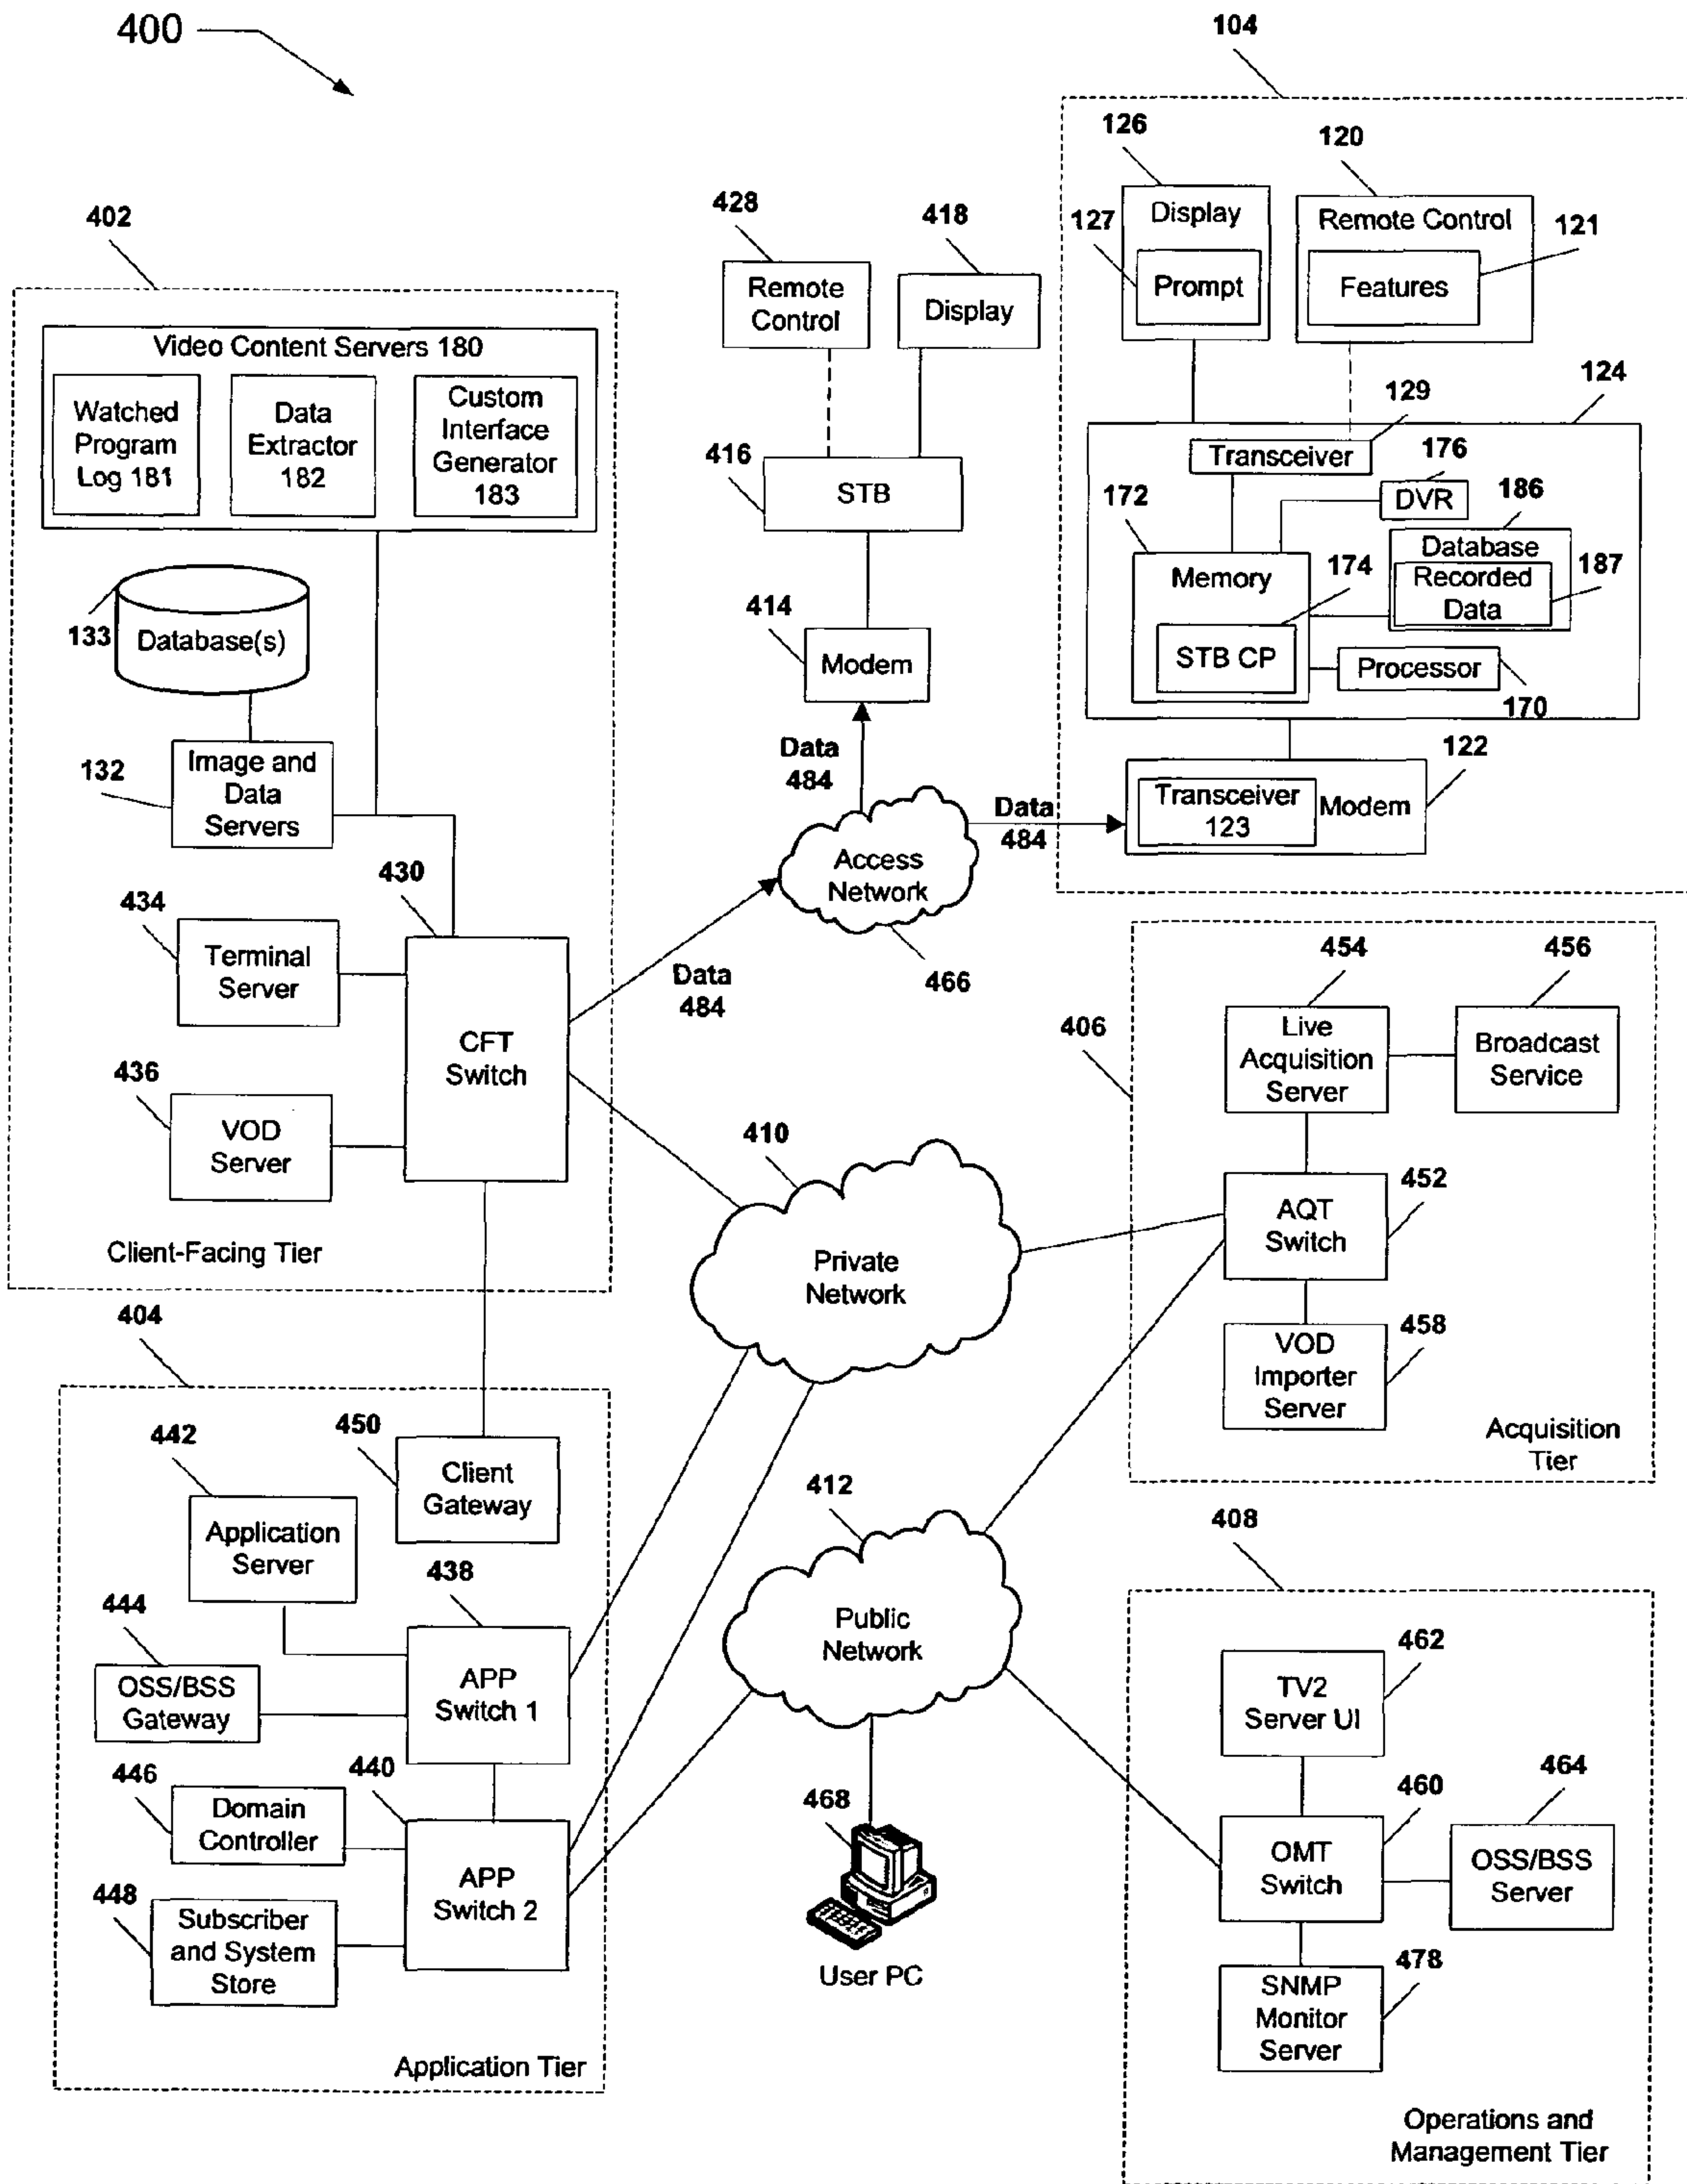 400
104
126
120
Display
127
Prompt
Remote Control
121
Features
428
418
Remote
Control
Display
402
Video Content Servers 180
Watched
Program
Log 181
Data
Extractor
182
Custom
Interface
Generator
183
416
STB
124
129
Transceiver
176
DVR
172
186
Database
Recorded
Data
187
174
Memory
STB CP
Processor
170
414
Modem
133
Database(s)
132
Image and
Data
Servers
Data
484
Data
484
122
Transceiver
123
Modem
Access
Network
466
430
434
Terminal
Server
CFT
Switch
Data
484
436
VOD
Server
Client-Facing Tier
454
456
406
Live
Acquisition
Server
Broadcast
Service
410
Private
Network
452
AQT
Switch
458
VOD
Importer
Server
Acquisition
Tier
404
442
450
Client
Gateway
Application
Server
438
444
OSS/BSS
Gateway
APP
Switch 1
446
440
Domain
Controller
APP
Switch 2
448
Subscriber
and System
Store
Application Tier
412
Public
Network
468
User PC
408
462
TV2
Server UI
460
464
OMT
Switch
OSS/BSS
Server
478
SNMP
Monitor
Server
Operations and
Management Tier